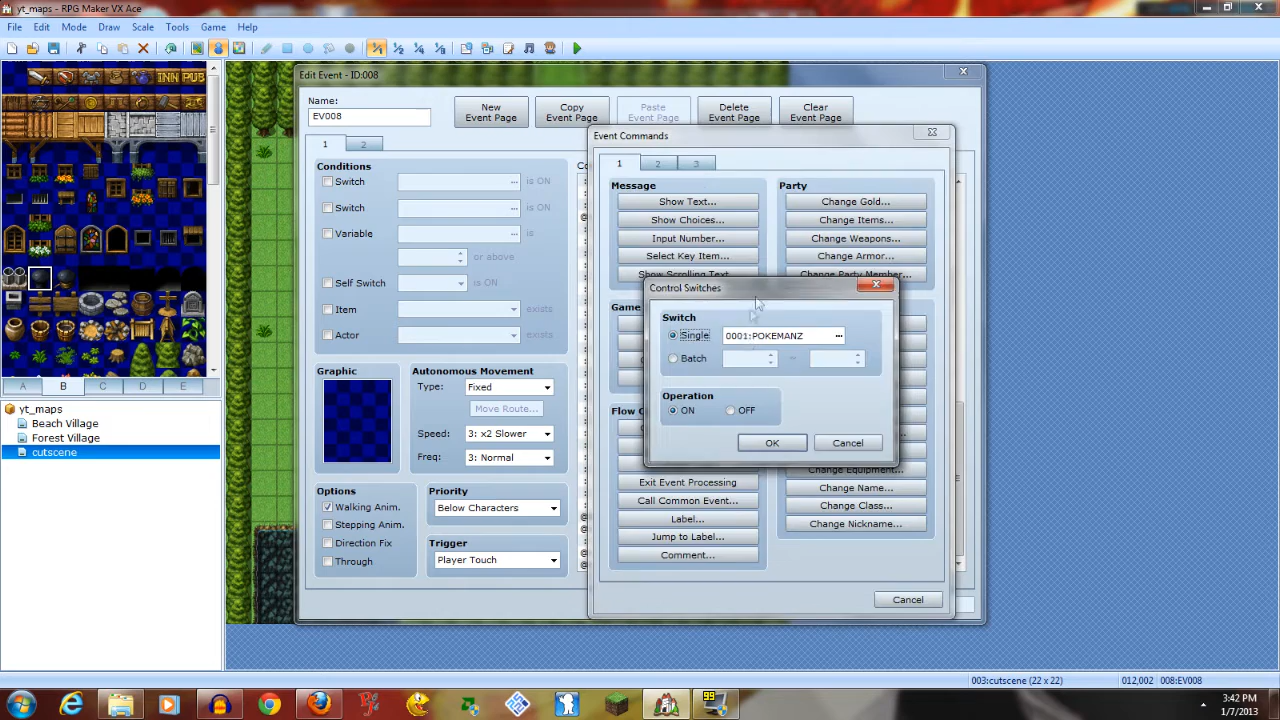 yt_maps - RPG Maker VX Ace
File Edit Mode Draw Scale Tools Game Help
INN PUB
A B C D E
yt_maps
Beach Village
Forest Village
cutscene
Edit Event - ID:008
Name:
EV008
New Event Page
Copy Event Page
Paste Event Page
Delete Event Page
Clear Event Page
1 2
Conditions
Switch ... is ON
Switch ... is ON
Variable ... is
or above
Self Switch is ON
Item exists
Actor exists
Graphic
Autonomous Movement
Type: Fixed
Move Route...
Speed: 3: x2 Slower
Freq: 3: Normal
Options
Walking Anim.
Stepping Anim.
Direction Fix
Through
Priority
Below Characters
Trigger
Player Touch
Event Commands
1 2 3
Message
Show Text...
Show Choices...
Input Number...
Select Key Item...
Show Scrolling Text...
Party
Change Gold...
Change Items...
Change Weapons...
Change Armor...
Change Party Member...
Control Switches
Switch
Single 0001:POKEMANZ ...
Batch ~
Operation
ON OFF
OK Cancel
Exit Event Processing
Call Common Event...
Label...
Jump to Label...
Comment...
Change Equipment...
Change Name...
Change Class...
Change Nickname...
Cancel
003:cutscene (22 x 22) 012,002 008:EV008
99
3:42 PM
1/7/2013